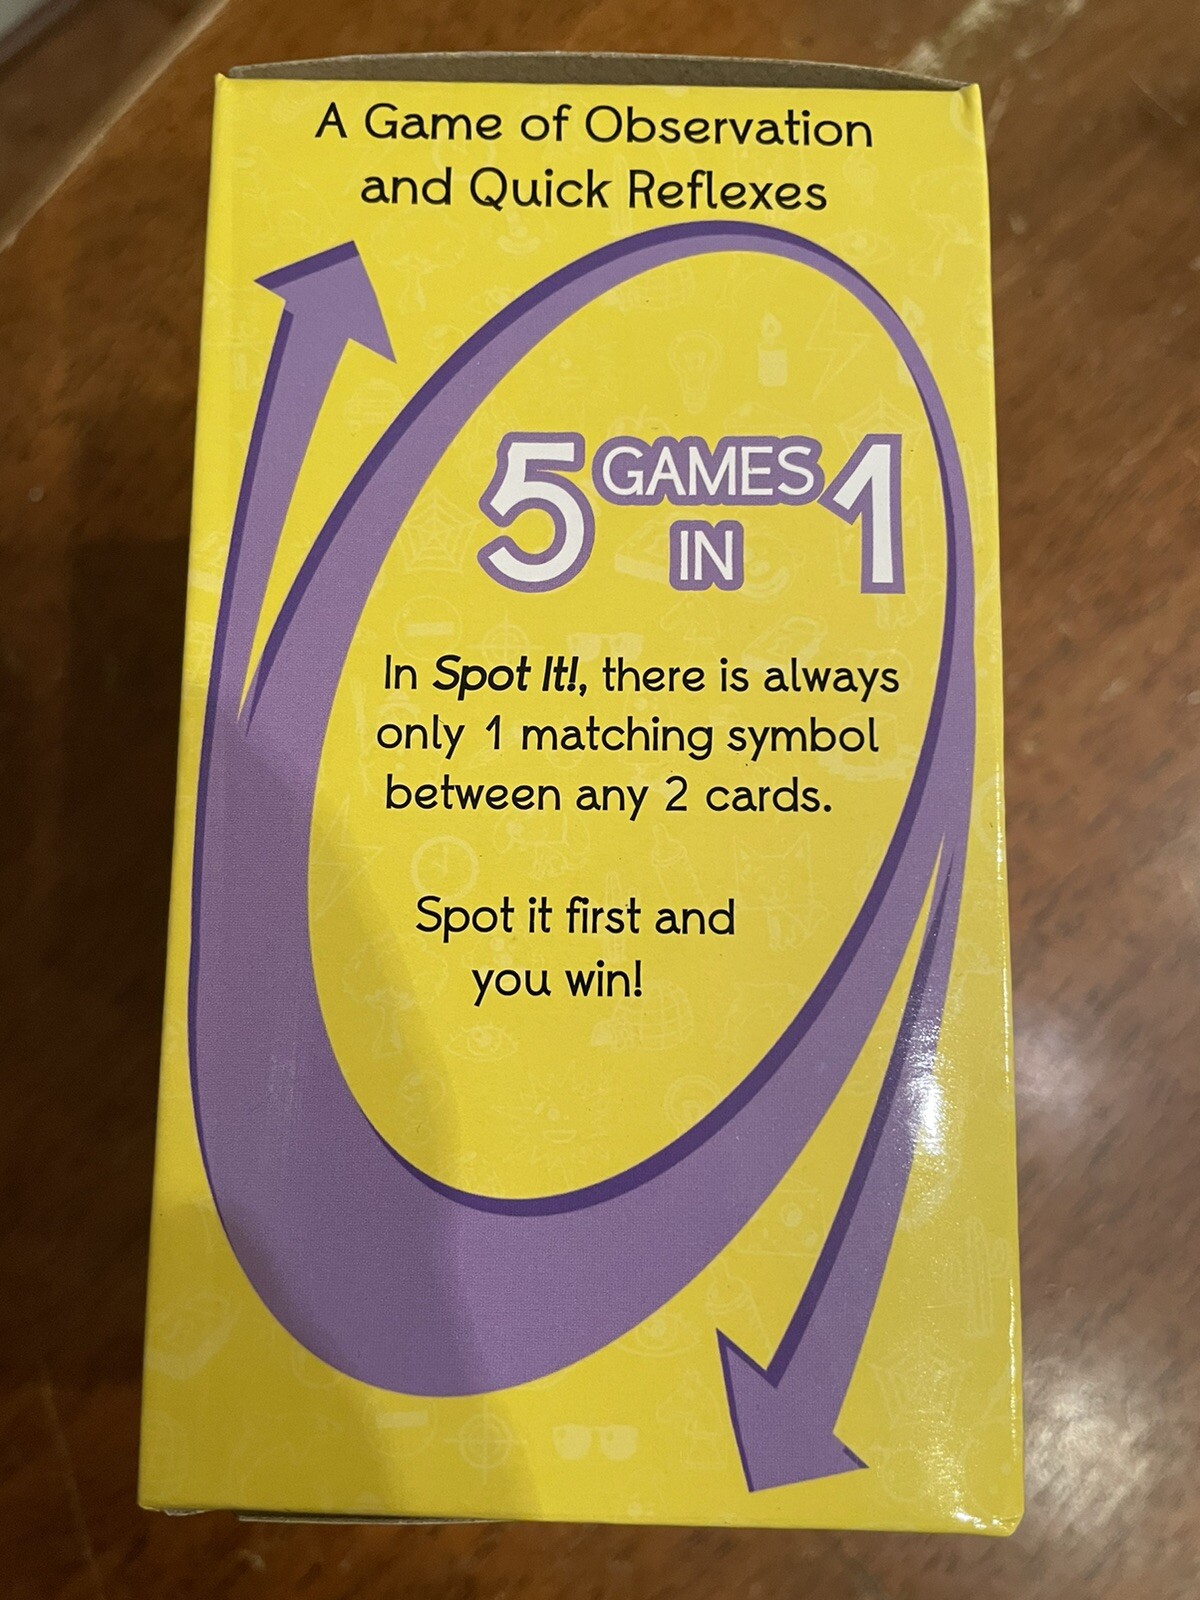 A Game of Observation
and Quick Reflexes
5 GAMES IN 1
In Spot It!, there is always
only 1 matching symbol
between any 2 cards.
Spot it first and
you win!